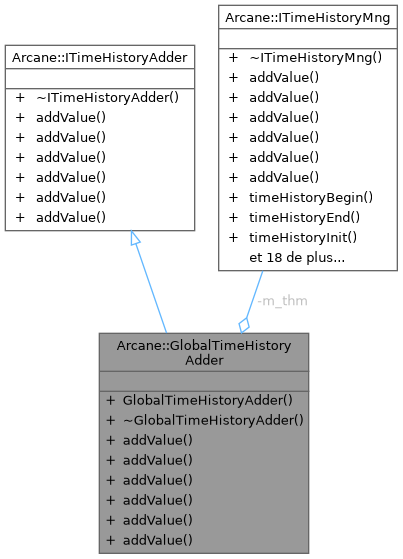 Arcane::ITimeHistoryMng
+ ~ITimeHistoryMng()
+ addValue()
+ addValue()
+ addValue()
+ addValue()
+ addValue()
+ addValue()
+ timeHistoryBegin()
+ timeHistoryEnd()
+ timeHistoryInit()
et 18 de plus...
Arcane::ITimeHistoryAdder
+ ~ITimeHistoryAdder()
+ addValue()
+ addValue()
+ addValue()
+ addValue()
+ addValue()
+ addValue()
-m_thm
Arcane::GlobalTimeHistory
Adder
+ GlobalTimeHistoryAdder()
+ ~GlobalTimeHistoryAdder()
+ addValue()
+ addValue()
+ addValue()
+ addValue()
+ addValue()
+ addValue()